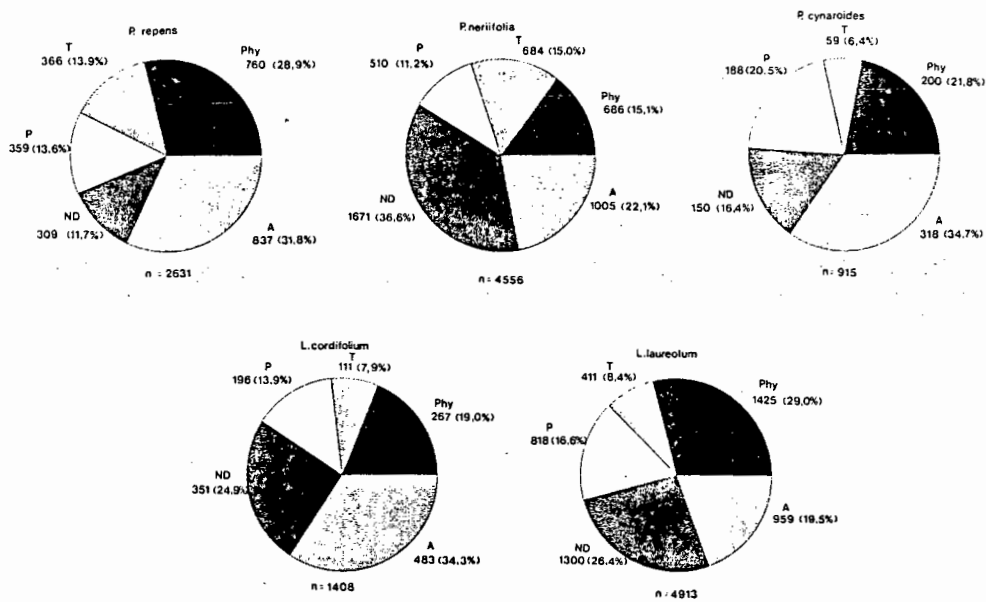 P. repens
T
366 (13.9%)
Phy
760 (28,9%)
P
359 (13.6%)
ND
309 (11,7%)
A
837 (31,8%)
n = 2631
P.neriifolia
P
510 (11,2%)
T
684 (15.0%)
Phy
686 (15,1%)
ND
1671 (36,6%)
A
1005 (22,1%)
n = 4556
P.cynaroides
T
59 (6,4%)
P
188(20.5%)
Phy
200 (21,8%)
ND
150 (16,4%)
A
318 (34.7%)
n = 915
L.cordifolium
T
111 (7,9%)
P
196 (13.9%)
Phy
267 (19,0%)
ND
351 (24,9%)
A
483 (34,3%)
n = 1408
L.laureolum
T
411 (8,4%)
Phy
1425 (29,0%)
P
818 (16.6%)
ND
1300 (26.4%)
A
959 (19.5%)
n = 4913